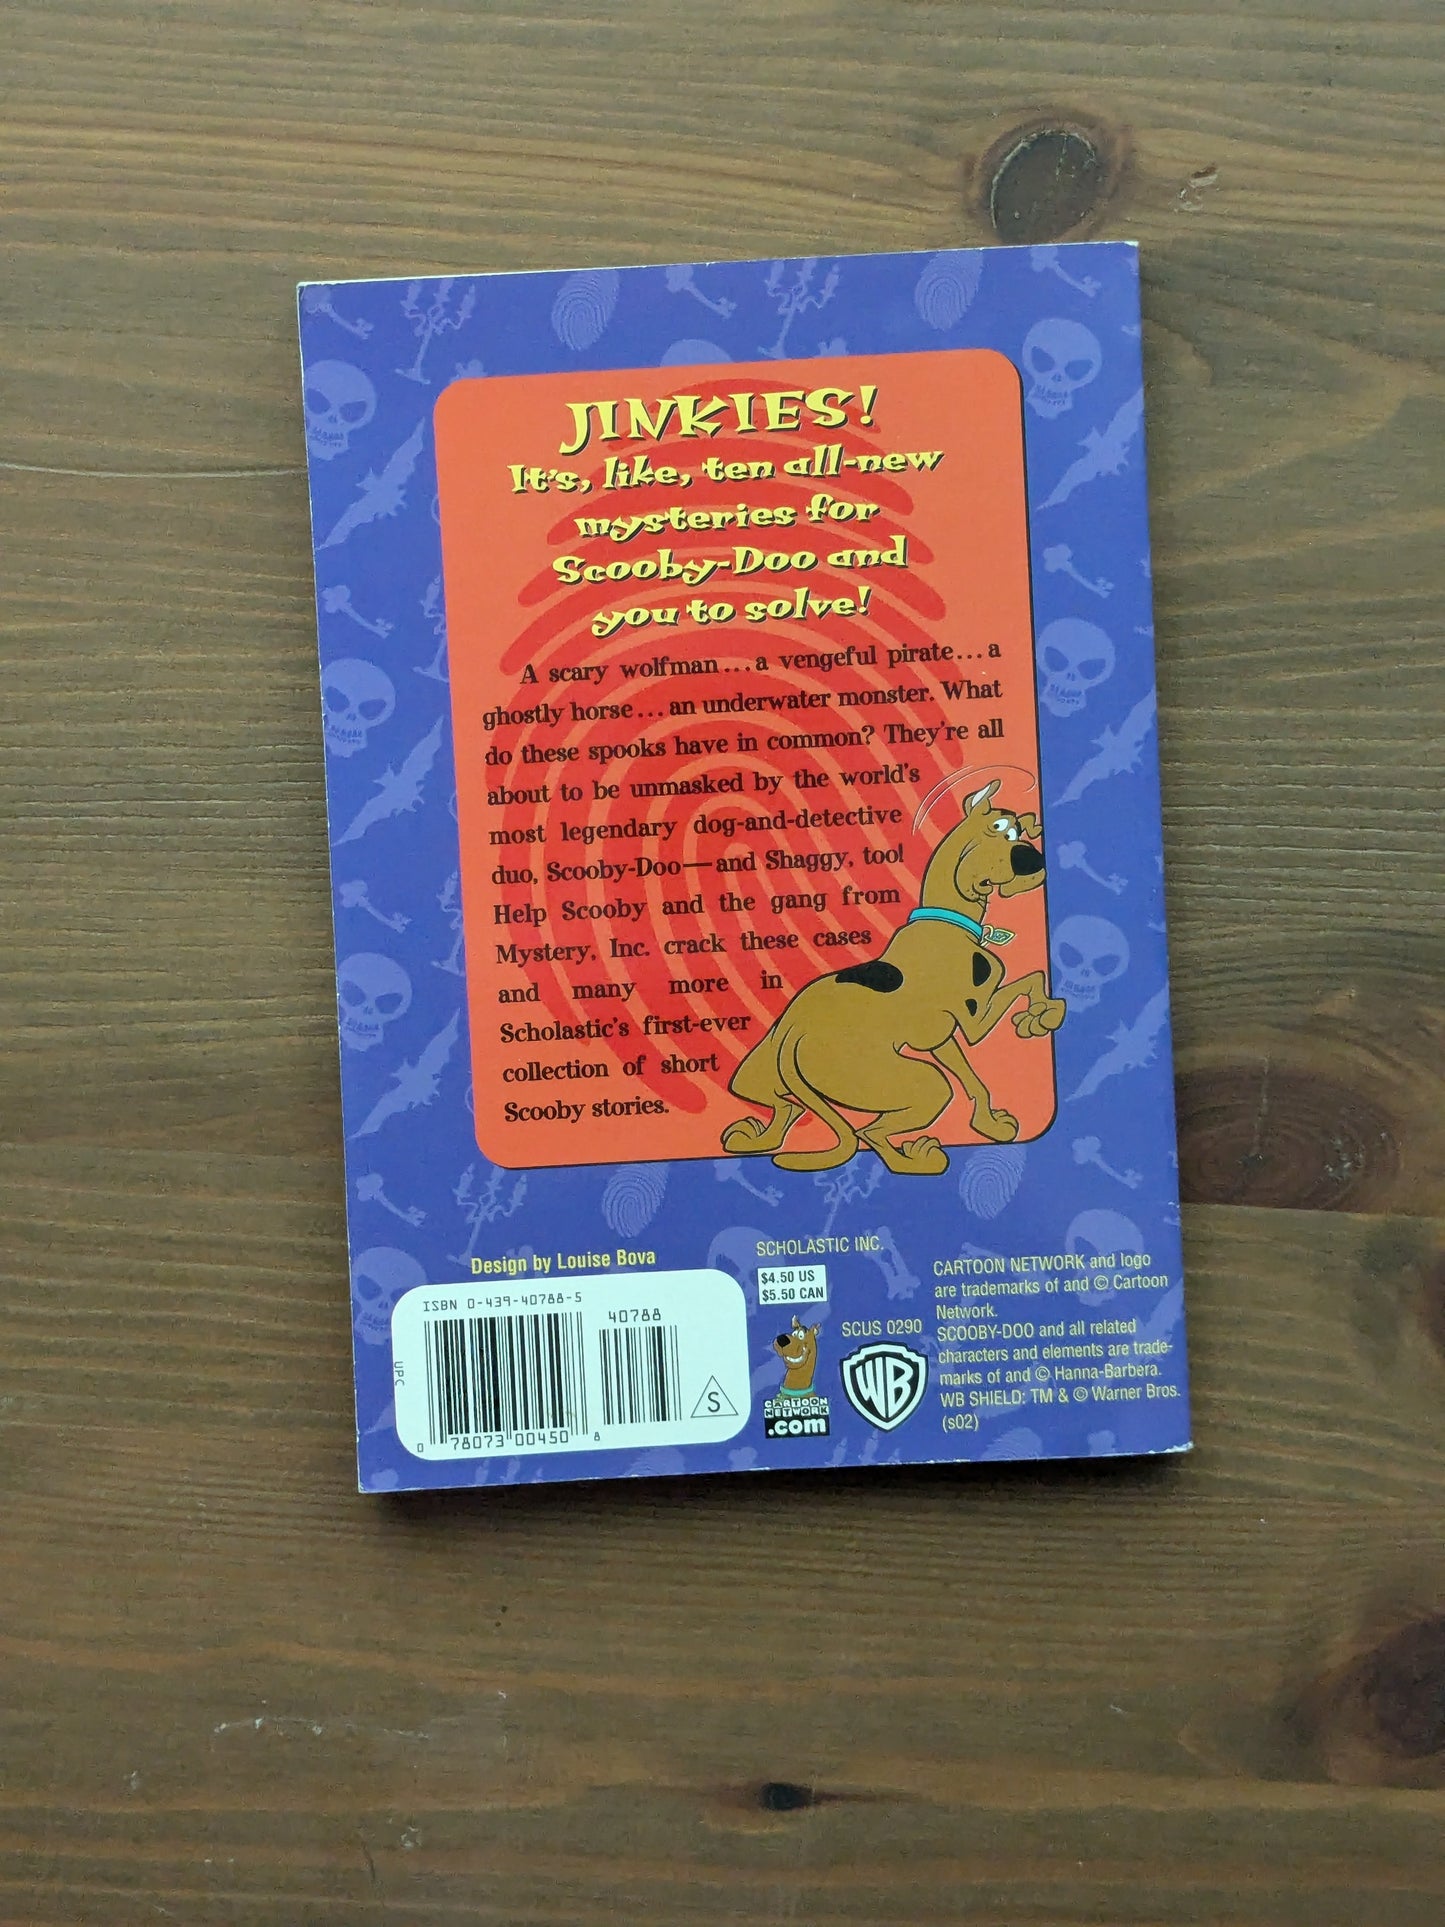 JINKIES!
It's, like, ten all-new
mysteries for
Scooby-Doo and
you to solve!
A scary wolfman...a vengeful pirate...a
ghostly horse...an underwater monster. What
do these spooks have in common? They're all
about to be unmasked by the world's
most legendary dog-and-detective
duo, Scooby-Doo—and Shaggy, too!
Help Scooby and the gang from
Mystery, Inc. crack these cases
and many more in
Scholastic's first-ever
collection of short
Scooby stories.
Design by Louise Bova
ISBN 0-439-40788-5
40788
UPC
0 78073 00450 8
S
SCHOLASTIC INC.
$4.50 US
$5.50 CAN
SCUS 0290
CARTOON
NETWORK
.com
WB
CARTOON NETWORK and logo
are trademarks of and © Cartoon
Network.
SCOOBY-DOO and all related
characters and elements are trade-
marks of and © Hanna-Barbera.
WB SHIELD: TM & © Warner Bros.
(s02)